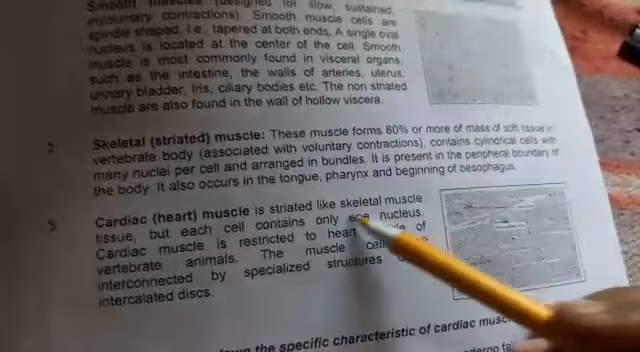 Smooth muscles (designed for slow, sustained,
involuntary contractions). Smooth muscle cells are
spindle shaped, i.e., tapered at both ends. A single oval
nucleus is located at the center of the cell. Smooth
muscle is most commonly found in visceral organs,
such as the intestine, the walls of arteries, uterus,
urinary bladder, Iris, ciliary bodies etc. The non striated
muscle are also found in the wall of hollow viscera.
2 Skeletal (striated) muscle: These muscle forms 80% or more of mass of soft tissue in
vertebrate body (associated with voluntary contractions), contains cylindrical cells with
many nuclei per cell and arranged in bundles. It is present in the peripheral boundary of
the body. It also occurs in the tongue, pharynx and beginning of oesophagus.
3 Cardiac (heart) muscle is striated like skeletal muscle
tissue, but each cell contains only one nucleus.
Cardiac muscle is restricted to heart of
vertebrate animals. The muscle
interconnected by specialized structures
intercalated discs.
the specific characteristic of cardiac